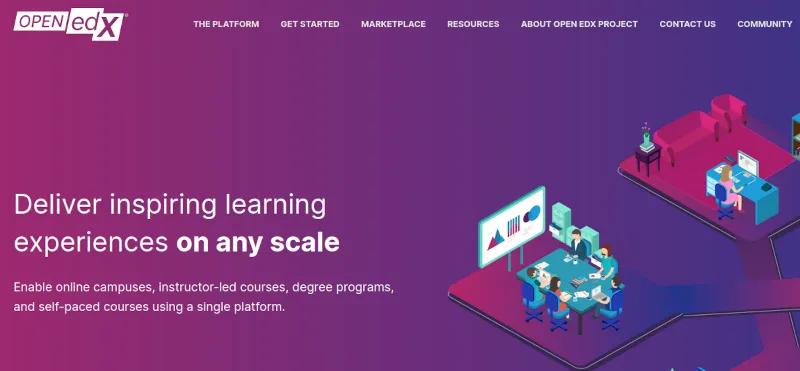 OPEN edX®
THE PLATFORM
GET STARTED
MARKETPLACE
RESOURCES
ABOUT OPEN EDX PROJECT
CONTACT US
COMMUNITY
Deliver inspiring learning
experiences on any scale
Enable online campuses, instructor-led courses, degree programs,
and self-paced courses using a single platform.